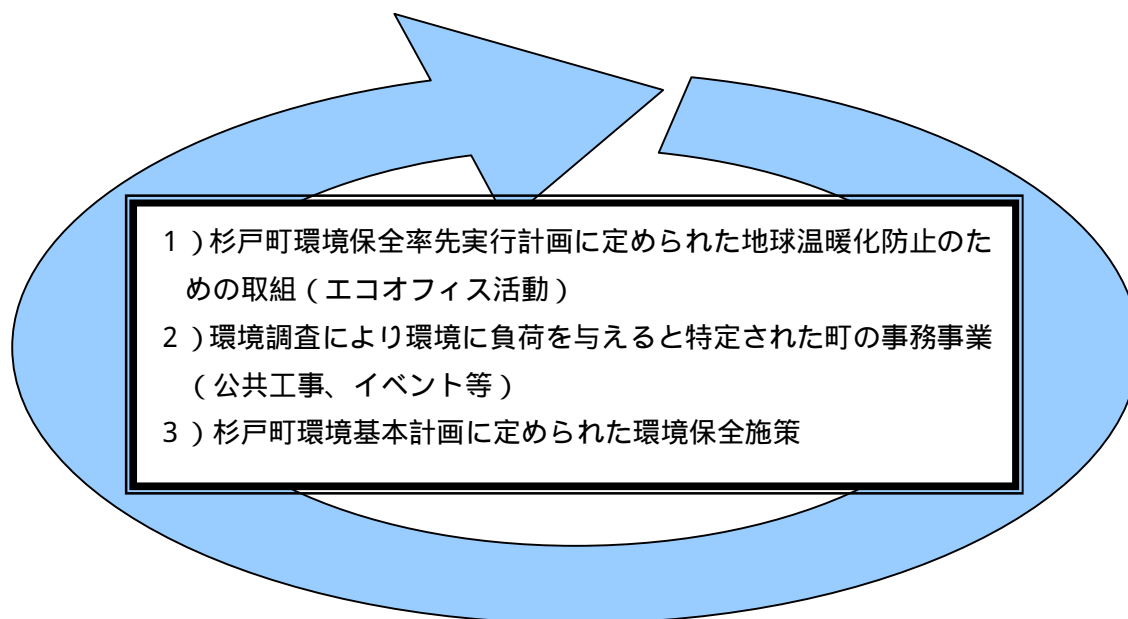 1）杉戸町環境保全率先実行計画に定められた地球温暖化防止のた
めの取組（エコオフィス活動）
2）環境調査により環境に負荷を与えると特定された町の事務事業
（公共工事、イベント等）
3）杉戸町環境基本計画に定められた環境保全施策